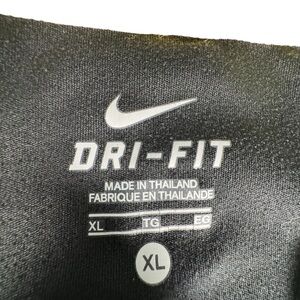 DRI-FIT
MADE IN THAILAND
FABRIQUE EN THAILANDE
XL TG EG
XL